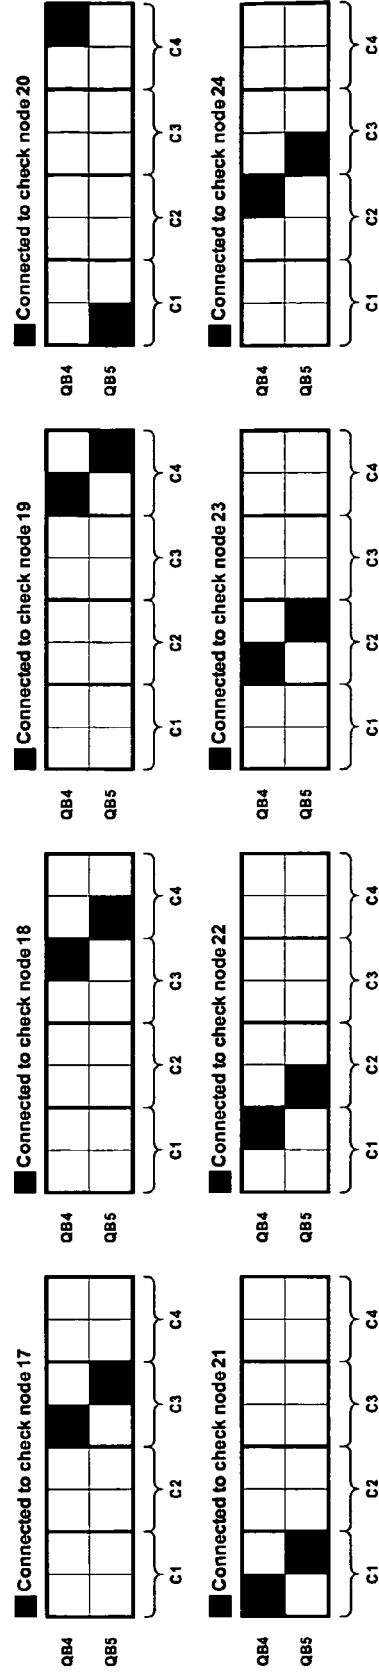 Connected to check node 17
QB4
QB5
C1 C2 C3 C4
Connected to check node 18
QB4
QB5
C1 C2 C3 C4
Connected to check node 19
QB4
QB5
C1 C2 C3 C4
Connected to check node 20
QB4
QB5
C1 C2 C3 C4
Connected to check node 21
QB4
QB5
C1 C2 C3 C4
Connected to check node 22
QB4
QB5
C1 C2 C3 C4
Connected to check node 23
QB4
QB5
C1 C2 C3 C4
Connected to check node 24
QB4
QB5
C1 C2 C3 C4